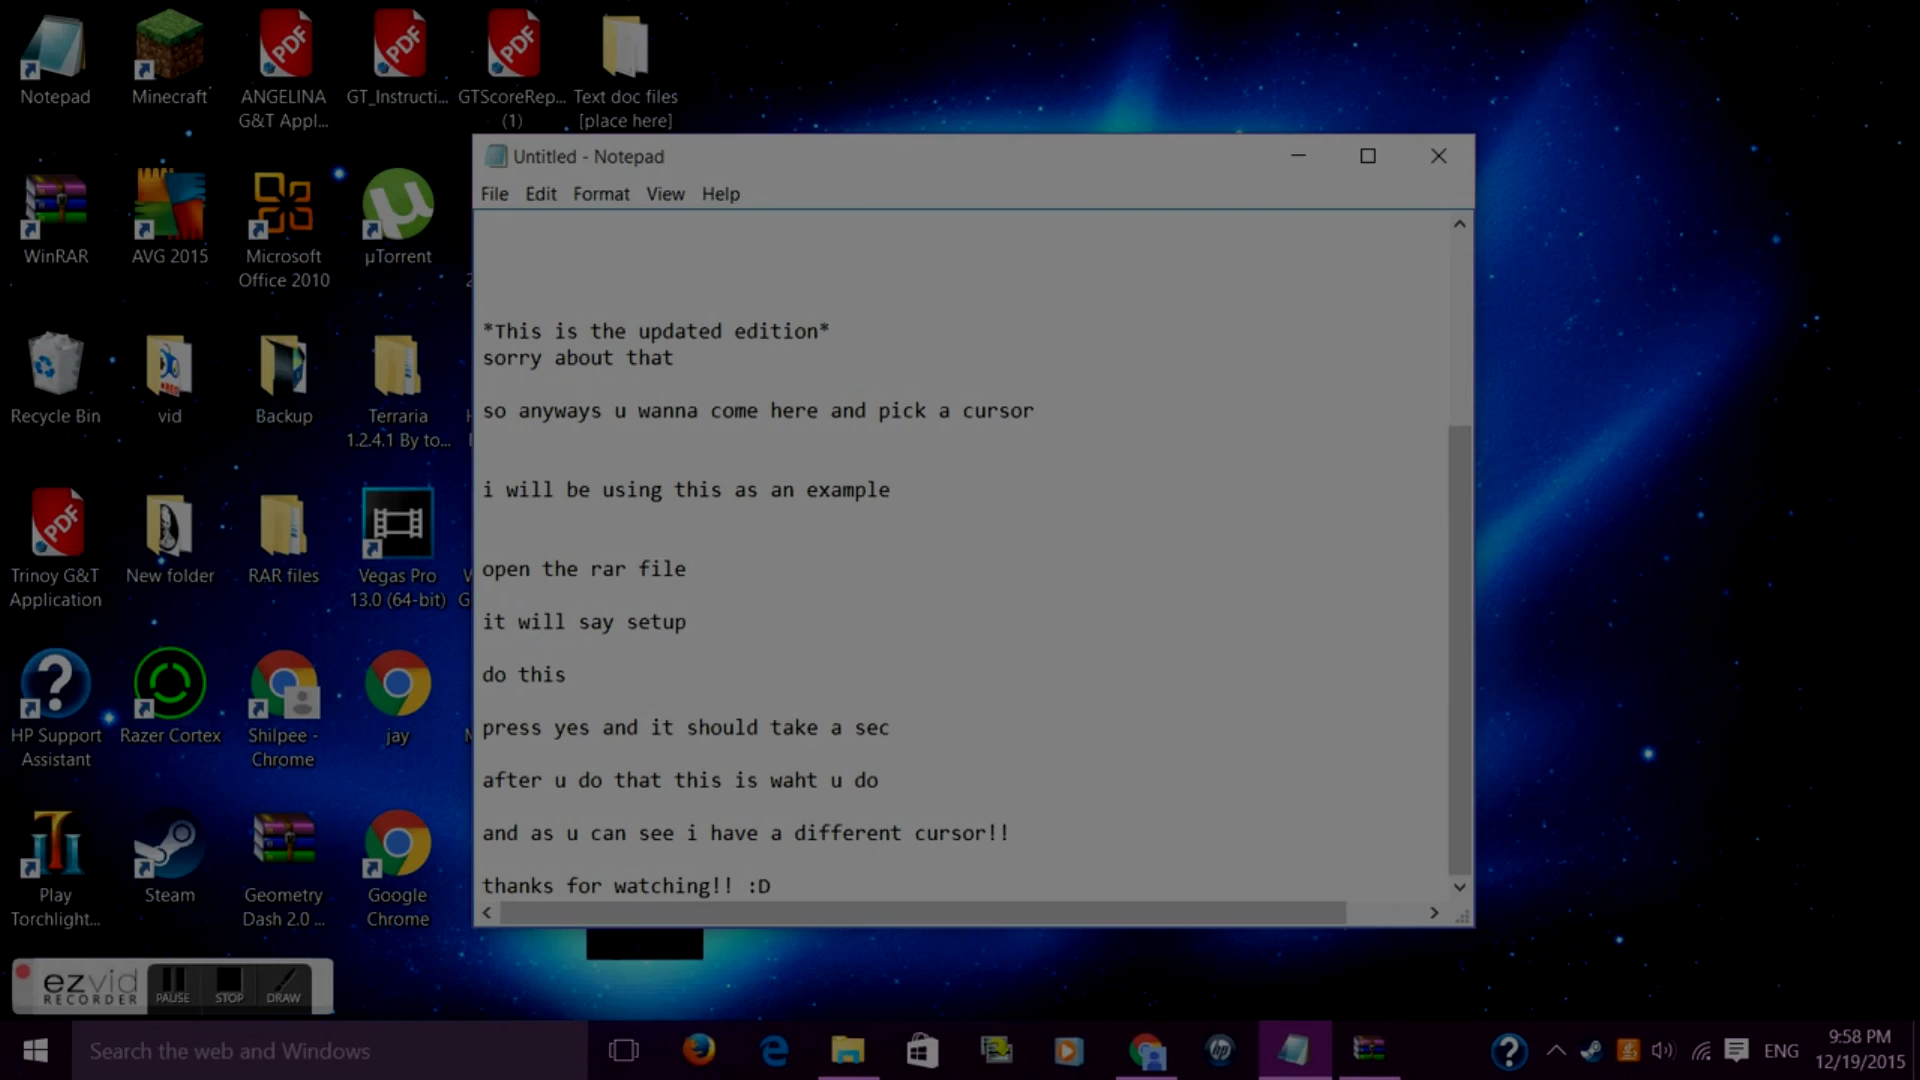 Notepad
Minecraft
ANGELINA
G&T Appl...
GT_Instructi...
GTScoreRep...
(1)
Text doc files
[place here]
WinRAR
AVG 2015
Microsoft
Office 2010
µTorrent
Recycle Bin
vid
Backup
Terraria
1.2.4.1 By to...
Trinoy G&T
Application
New folder
RAR files
Vegas Pro
13.0 (64-bit)
HP Support
Assistant
Razer Cortex
Shilpee -
Chrome
jay
Play
Torchlight...
Steam
Geometry
Dash 2.0 ...
Google
Chrome
Untitled - Notepad
File Edit Format View Help
*This is the updated edition*
sorry about that
so anyways u wanna come here and pick a cursor
i will be using this as an example
open the rar file
it will say setup
do this
press yes and it should take a sec
after u do that this is waht u do
and as u can see i have a different cursor!!
thanks for watching!! :D
ezvid
RECORDER
PAUSE STOP DRAW
Search the web and Windows
ENG
9:58 PM
12/19/2015